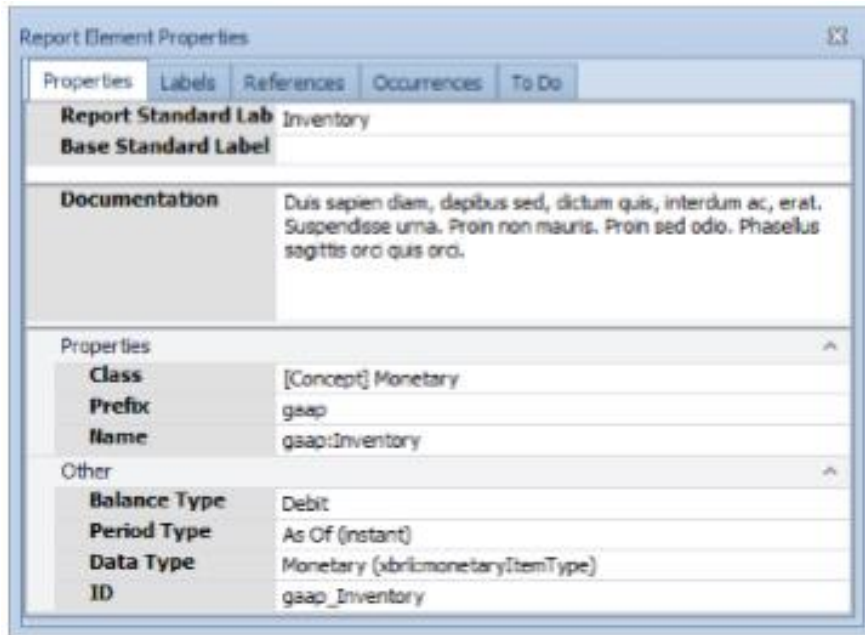 Report Element Properties
Properties Labels References Occurrences To Do
Report Standard Lab Inventory
Base Standard Label
Documentation Duis sapien diam, dapibus sed, dictum quis, interdum ac, erat.
Suspendisse urna. Proin non mauris. Proin sed odio. Phasellus
sagittis orci quis orci.
Properties
Class [Concept] Monetary
Prefix gaap
Name gaap:Inventory
Other
Balance Type Debit
Period Type As Of (instant)
Data Type Monetary (xbrli:monetaryItemType)
ID gaap_Inventory